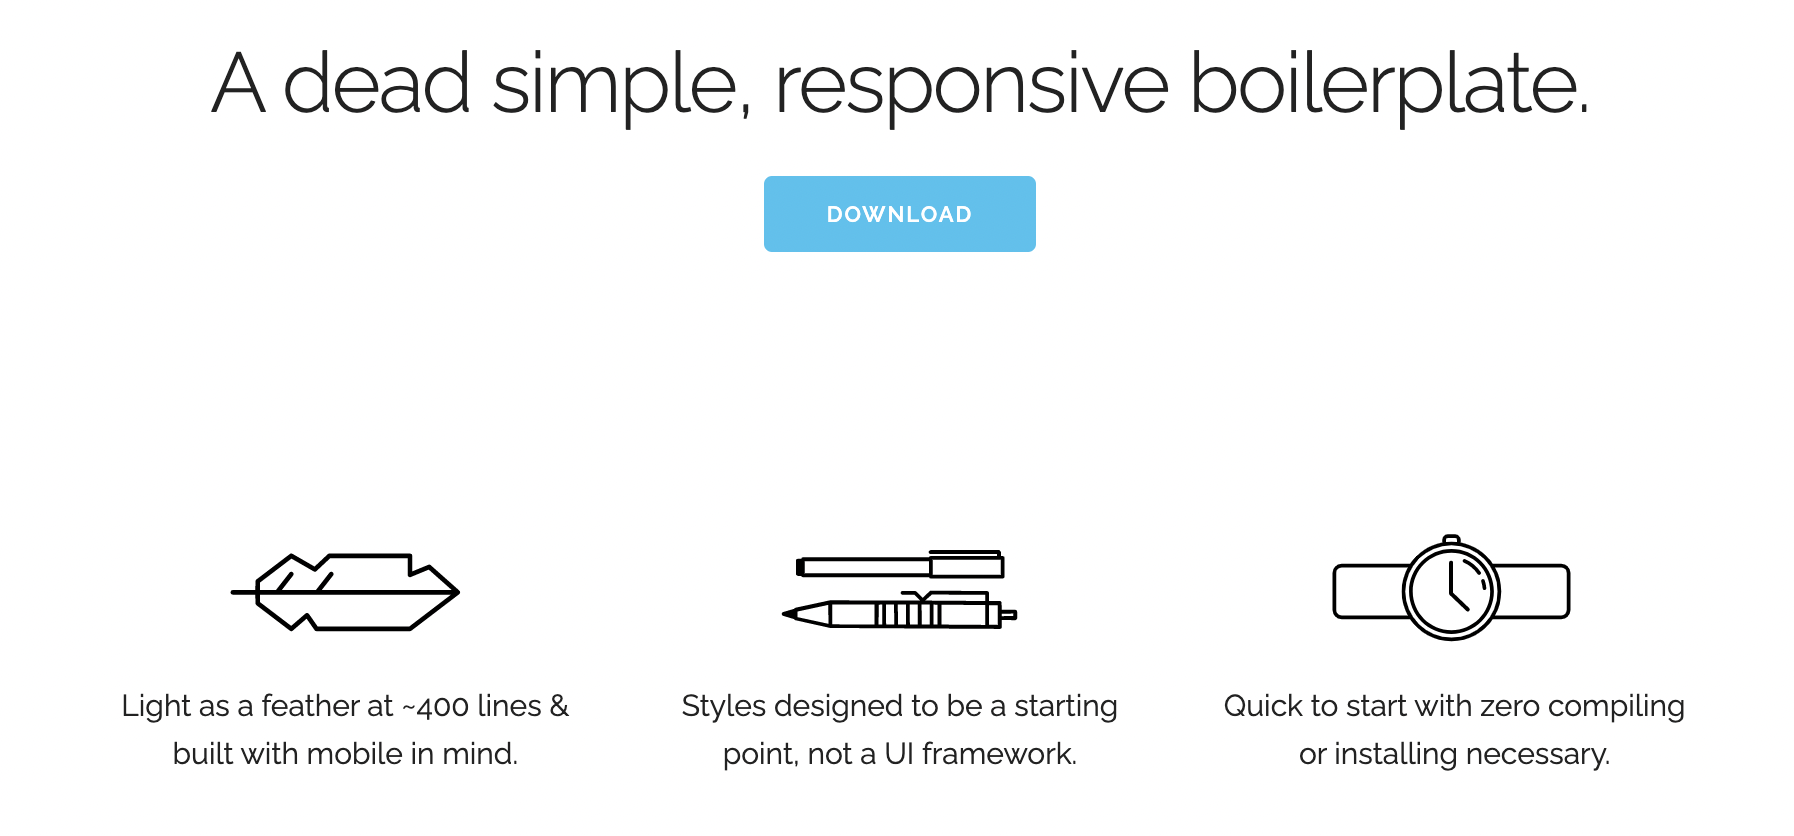 A dead simple, responsive boilerplate.
DOWNLOAD
Light as a feather at ~400 lines &
built with mobile in mind.
Styles designed to be a starting
point, not a UI framework.
Quick to start with zero compiling
or installing necessary.